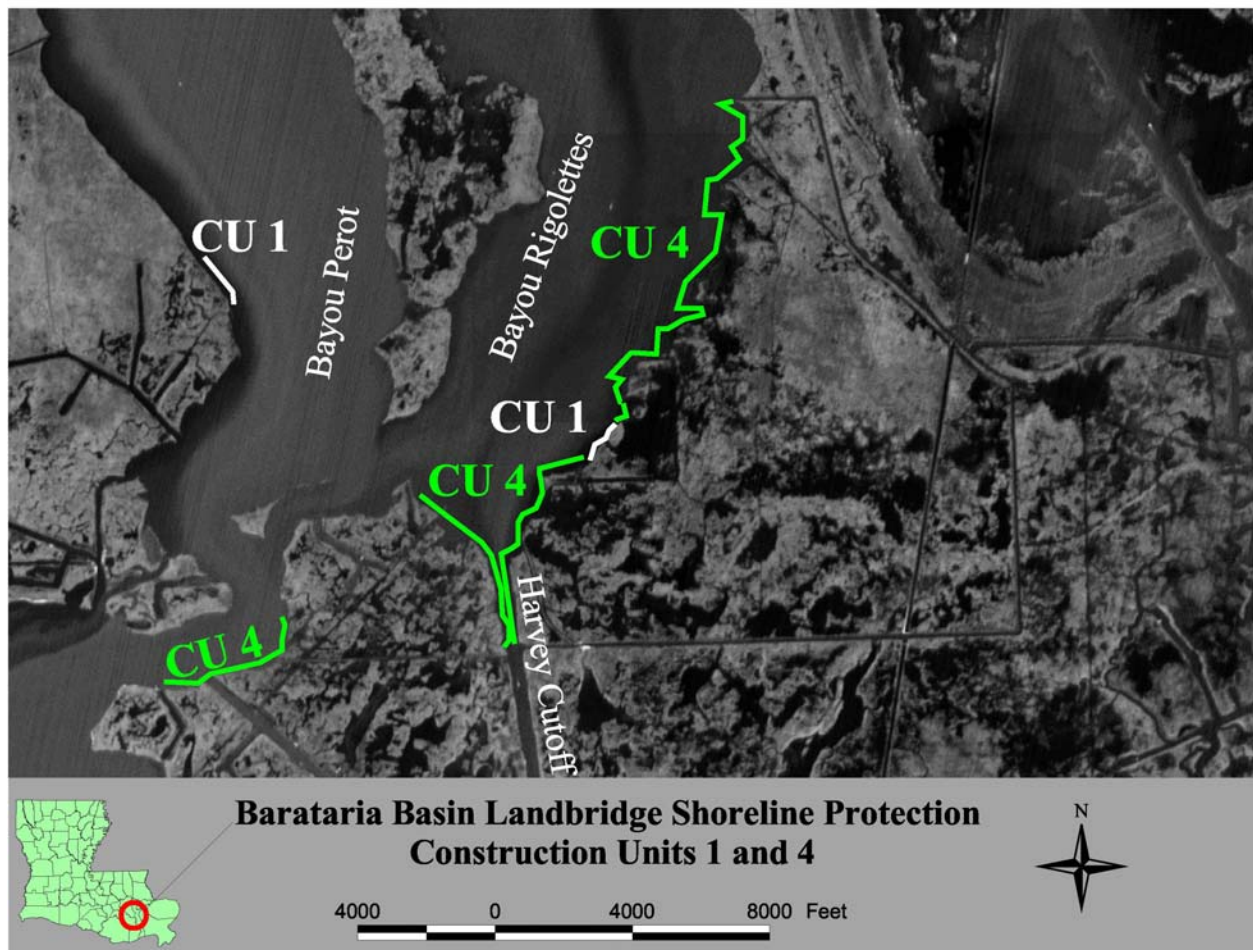 CU 1
Bayou Perot
Bayou Rigolettes
CU 4
CU 1
CU 4
CU 4
Harvey Cutoff
Barataria Basin Landbridge Shoreline Protection
Construction Units 1 and 4
N
4000 0 4000 8000 Feet